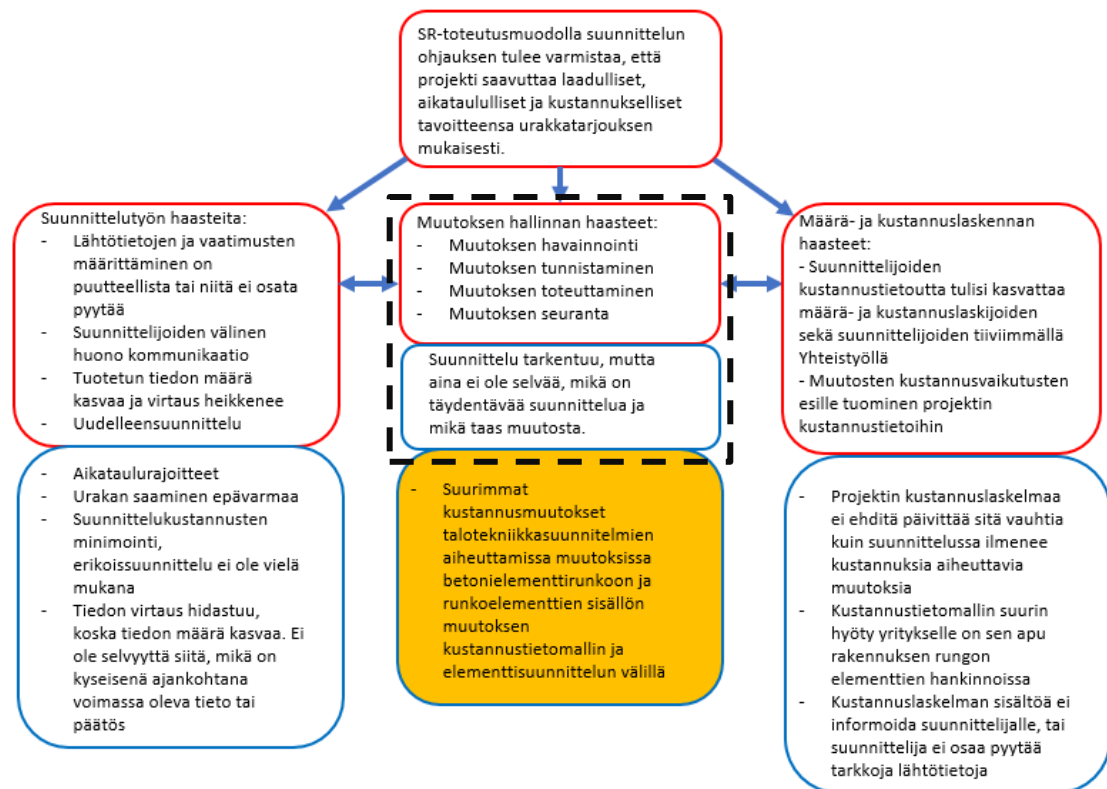 SR-toteutusmuodolla suunnittelun
ohjauksen tulee varmistaa, että
projekti saavuttaa laadulliset,
aikataululliset ja kustannukselliset
tavoitteensa urakkatarjouksen
mukaisesti.
Suunnittelutyön haasteita:
- Lähtötietojen ja vaatimusten
määrittäminen on
puutteellista tai niitä ei osata
pyytää
- Suunnittelijoiden välinen
huono kommunikaatio
- Tuotetun tiedon määrä
kasvaa ja virtaus heikkenee
- Uudelleensuunnittelu
Muutoksen hallinnan haasteet:
- Muutoksen havainnointi
- Muutoksen tunnistaminen
- Muutoksen toteuttaminen
- Muutoksen seuranta
Suunnittelu tarkentuu, mutta
aina ei ole selvää, mikä on
täydentävää suunnittelua ja
mikä taas muutosta.
Määrä- ja kustannuslaskennan
haasteet:
- Suunnittelijoiden
kustannustietoutta tulisi kasvattaa
määrä- ja kustannuslaskijoiden
sekä suunnittelijoiden tiiviimmällä
Yhteistyöllä
- Muutosten kustannusvaikutusten
esille tuominen projektin
kustannustietoihin
- Aikataulurajoitteet
- Urakan saaminen epävarmaa
- Suunnittelukustannusten
minimointi,
erikoissuunnittelu ei ole vielä
mukana
- Tiedon virtaus hidastuu,
koska tiedon määrä kasvaa. Ei
ole selvyyttä siitä, mikä on
kyseisenä ajankohtana
voimassa oleva tieto tai
päätös
- Suurimmat
kustannusmuutokset
talotekniikkasuunnitelmien
aiheuttamissa muutoksissa
betonielementtirunkoon ja
runkoelementtien sisällön
muutoksen
kustannustietomallin ja
elementtisuunnittelun välillä
- Projektin kustannuslaskelmaa
ei ehditä päivittää sitä vauhtia
kuin suunnittelussa ilmenee
kustannuksia aiheuttavia
muutoksia
- Kustannustietomallin suurin
hyöty yritykselle on sen apu
rakennuksen rungon
elementtien hankinnoissa
- Kustannuslaskelman sisältöä ei
informoida suunnittelijalle, tai
suunnittelija ei osaa pyytää
tarkkoja lähtötietoja